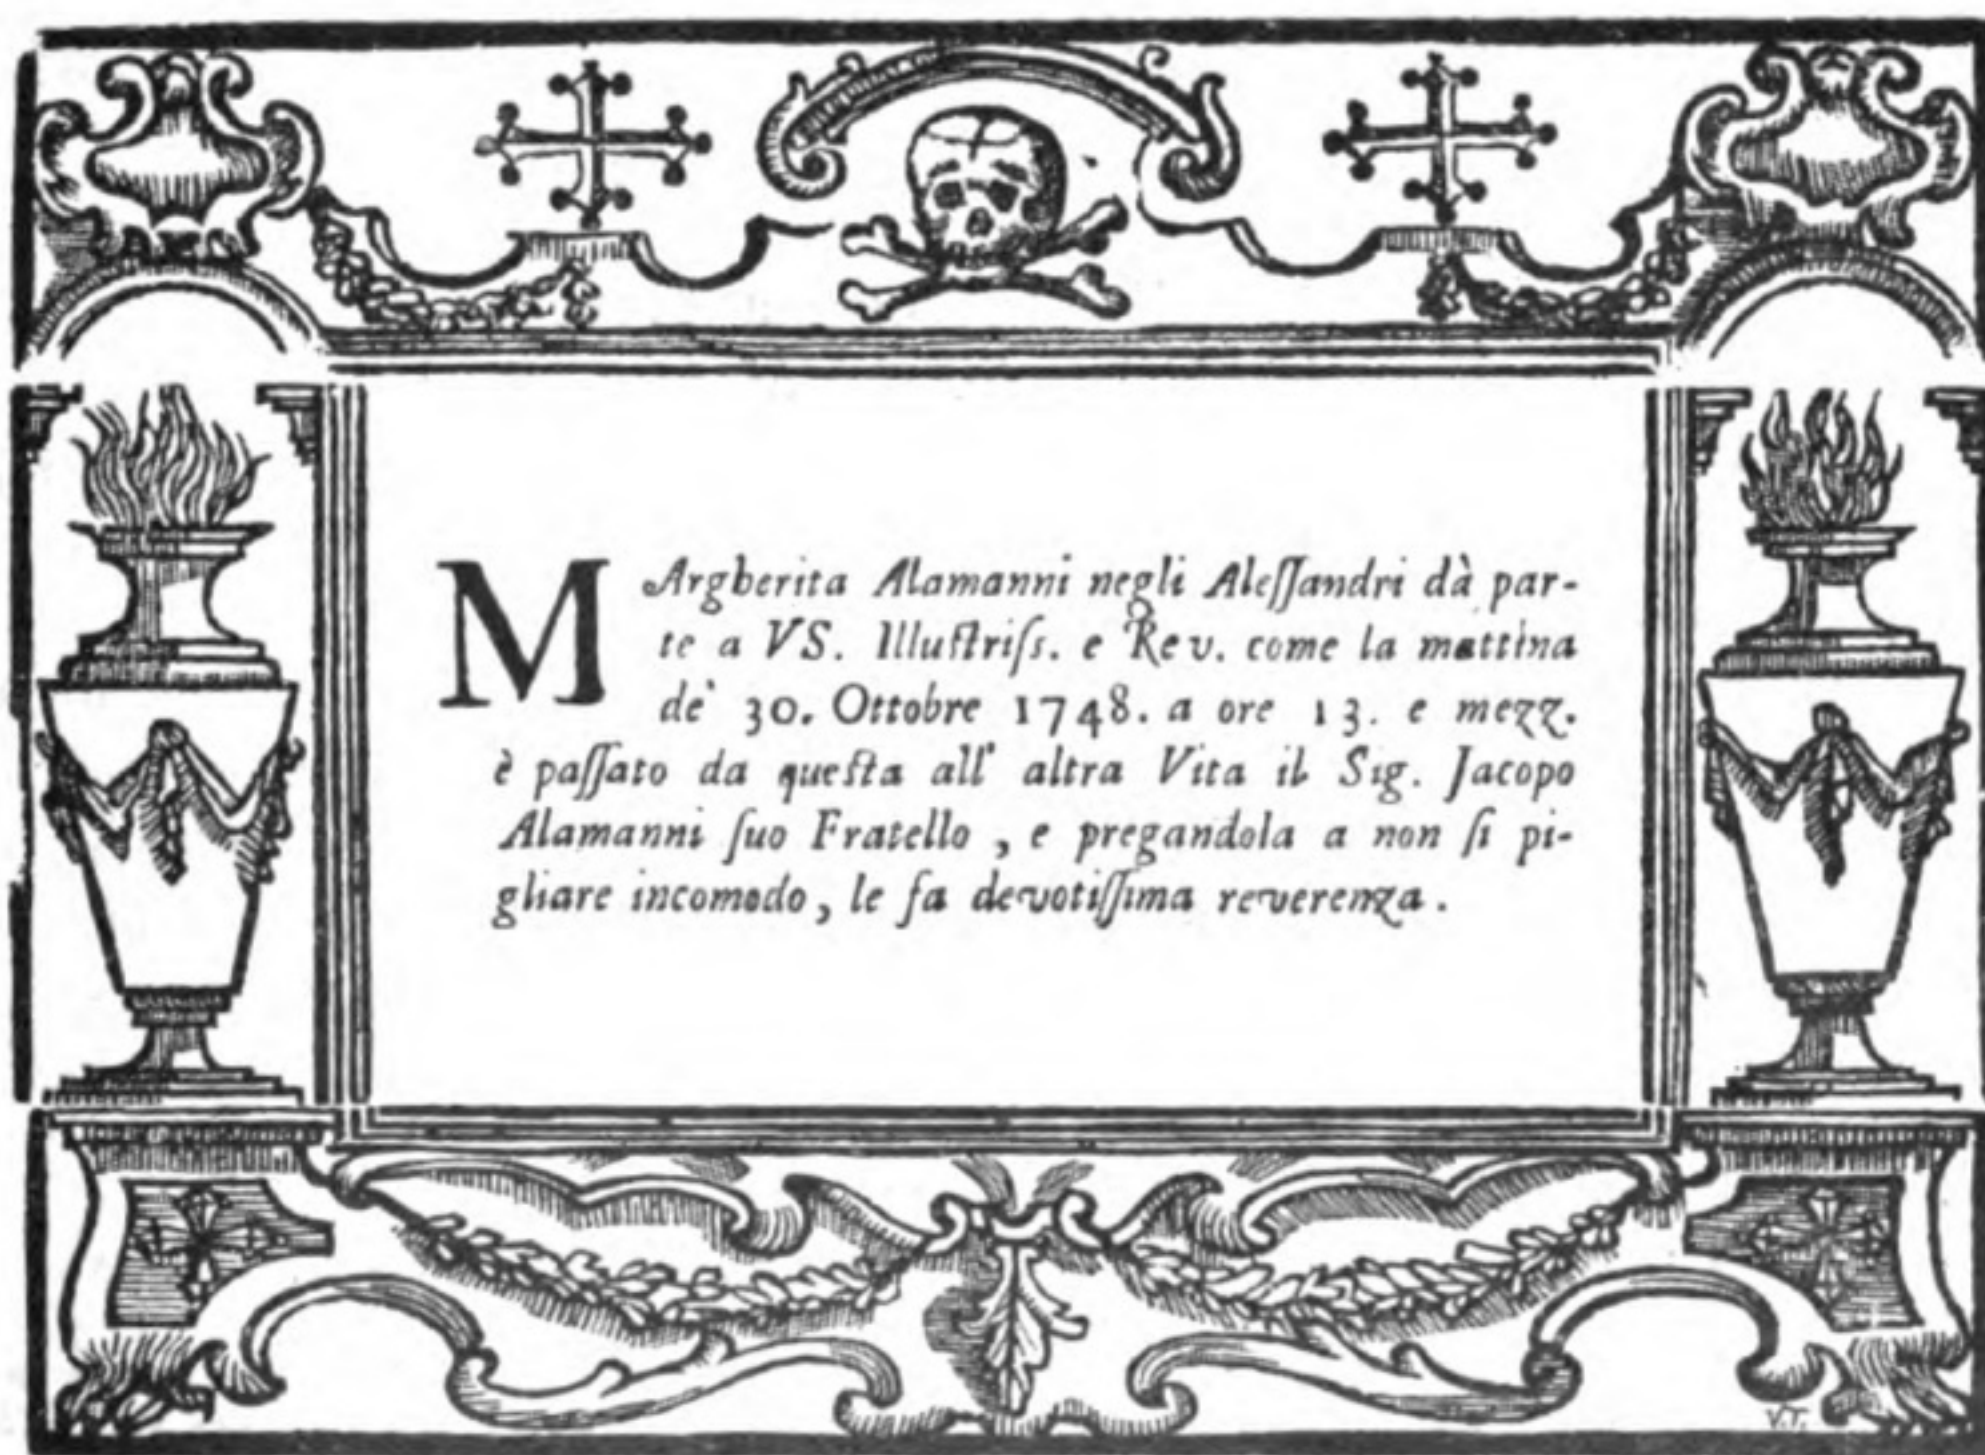 MArgherita Alamanni negli Aleſſandri dà par-
te a VS. Illuſtriſs. e Rev. come la mattina
dè 30. Ottobre 1748. a ore 13. e mezz.
è paſſato da queſta all' altra Vita il Sig. Jacopo
Alamanni ſuo Fratello, e pregandola a non ſi pi-
gliare incomodo, le fa devotiſſima reverenza.
V.T.